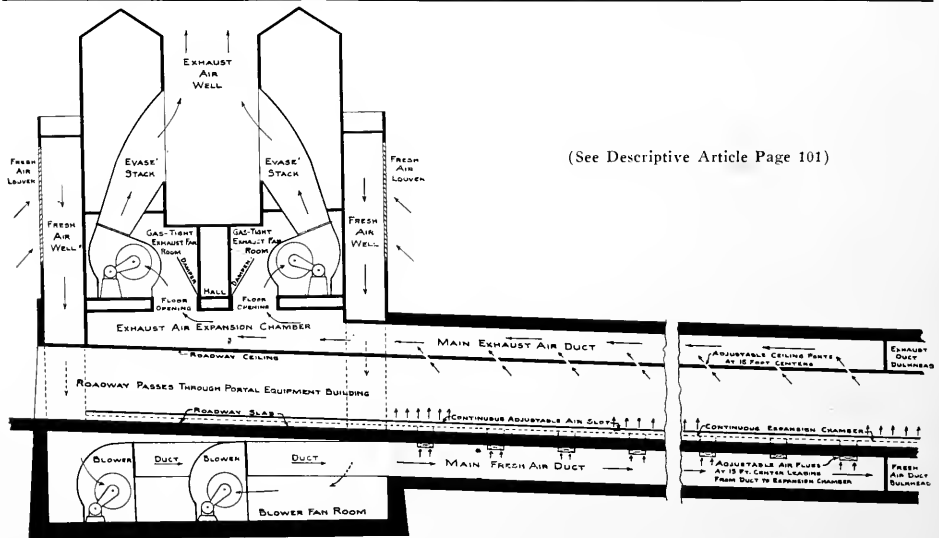 EXHAUST
AIR
WELL
(See Descriptive Article Page 101)
FRESH
AIR
LOUVER
EVASE'
STACK
EVASE'
STACK
FRESH
AIR
LOUVER
FRESH
AIR
WELL
FRESH
AIR
WELL
GAS-TIGHT
EXHAUST FAN
ROOM
GAS-TIGHT
EXHAUST FAN
ROOM
DAMPER
DAMPER
HALL
FLOOR
OPENING
FLOOR
OPENING
EXHAUST AIR EXPANSION CHAMBER
MAIN EXHAUST AIR DUCT
ADJUSTABLE CEILING PORTS
AT 15 FOOT CENTERS
EXHAUST
DUCT
BULKHEAD
ROADWAY CEILING
ROADWAY PASSES THROUGH PORTAL EQUIPMENT BUILDING
ROADWAY SLAB
CONTINUOUS ADJUSTABLE AIR SLOT
CONTINUOUS EXPANSION CHAMBER
BLOWER
DUCT
BLOWER
DUCT
MAIN FRESH AIR DUCT
ADJUSTABLE AIR FLUES
AT 15 FT. CENTER LEADING
FROM DUCT TO EXPANSION CHAMBER
FRESH
AIR DUCT
BULKHEAD
BLOWER FAN ROOM